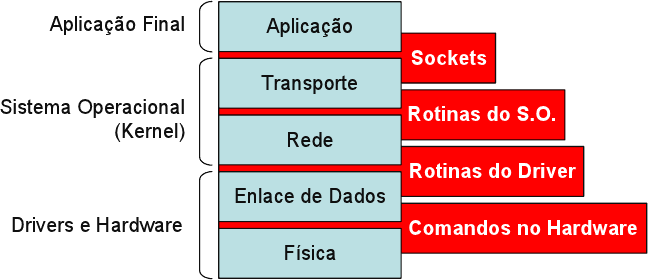 Aplicação Final
Aplicação
Sockets
Sistema Operacional
(Kernel)
Transporte
Rotinas do S.O.
Rede
Rotinas do Driver
Drivers e Hardware
Enlace de Dados
Comandos no Hardware
Física